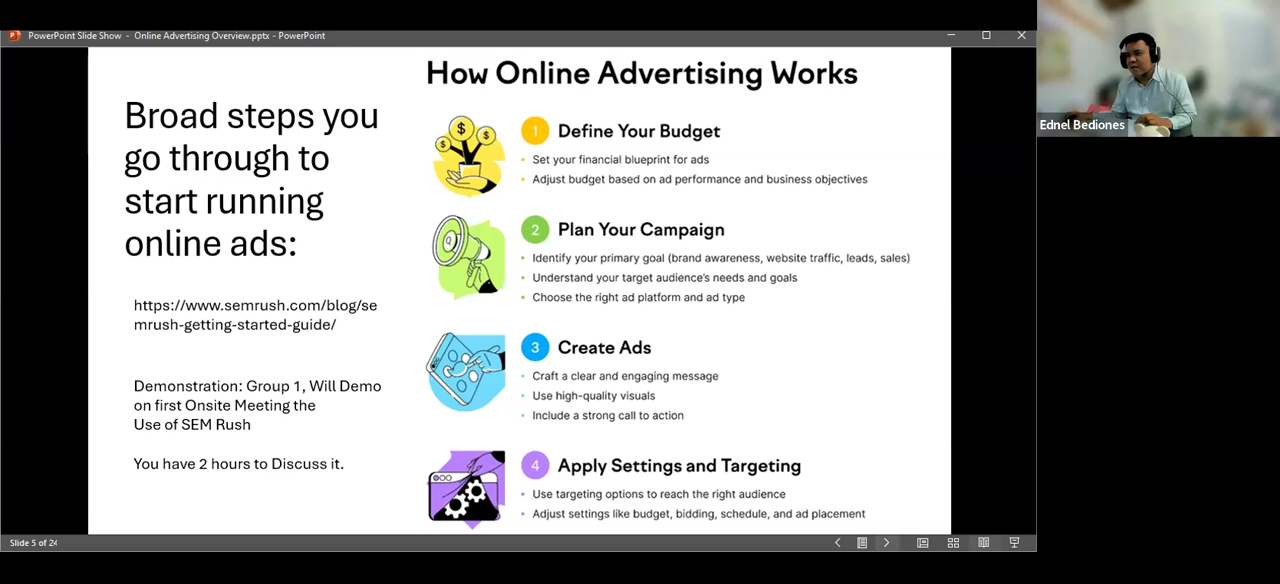 PowerPoint Slide Show - Online Advertising Overview.pptx - PowerPoint
Ednel Bediones
Broad steps you
go through to
start running
online ads:
https://www.semrush.com/blog/se
mrush-getting-started-guide/
Demonstration: Group 1, Will Demo
on first Onsite Meeting the
Use of SEM Rush
You have 2 hours to Discuss it.
How Online Advertising Works
$ $ $
1 Define Your Budget
• Set your financial blueprint for ads
• Adjust budget based on ad performance and business objectives
2 Plan Your Campaign
• Identify your primary goal (brand awareness, website traffic, leads, sales)
• Understand your target audience's needs and goals
• Choose the right ad platform and ad type
3 Create Ads
• Craft a clear and engaging message
• Use high-quality visuals
• Include a strong call to action
4 Apply Settings and Targeting
• Use targeting options to reach the right audience
• Adjust settings like budget, bidding, schedule, and ad placement
Slide 5 of 24